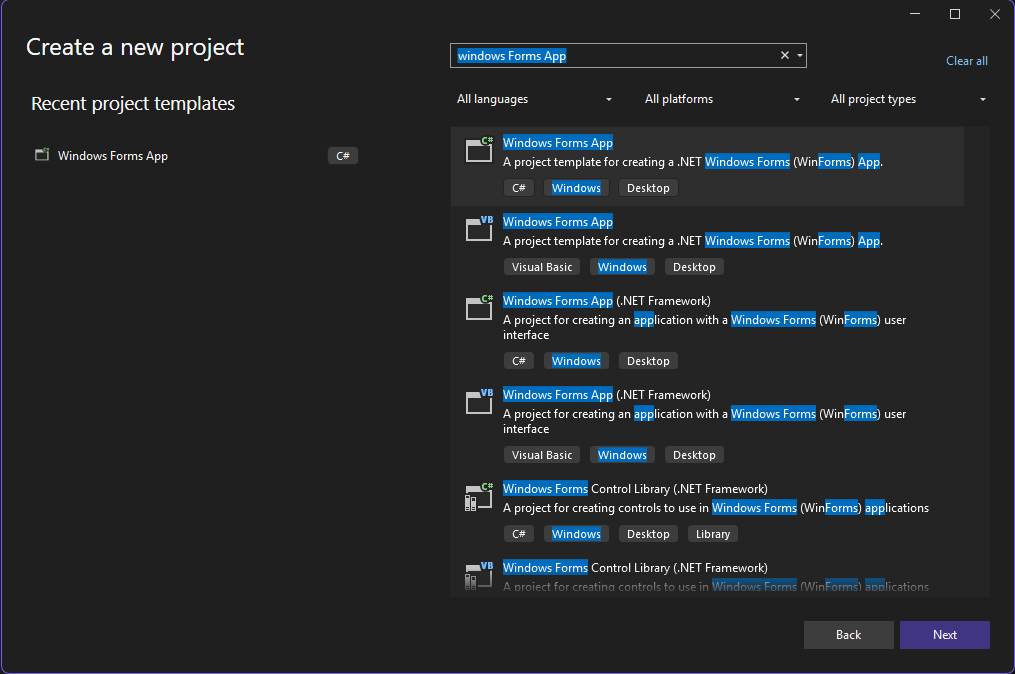 Create a new project
windows Forms App
Clear all
Recent project templates
All languages
All platforms
All project types
Windows Forms App
C#
C#
Windows Forms App
A project template for creating a .NET Windows Forms (WinForms) App.
C#
Windows
Desktop
VB
Windows Forms App
A project template for creating a .NET Windows Forms (WinForms) App.
Visual Basic
Windows
Desktop
C#
Windows Forms App (.NET Framework)
A project for creating an application with a Windows Forms (WinForms) user
interface
C#
Windows
Desktop
VB
Windows Forms App (.NET Framework)
A project for creating an application with a Windows Forms (WinForms) user
interface
Visual Basic
Windows
Desktop
C#
Windows Forms Control Library (.NET Framework)
A project for creating controls to use in Windows Forms (WinForms) applications
C#
Windows
Desktop
Library
VB
Windows Forms Control Library (.NET Framework)
A project for creating controls to use in Windows Forms (WinForms) applications
Back
Next